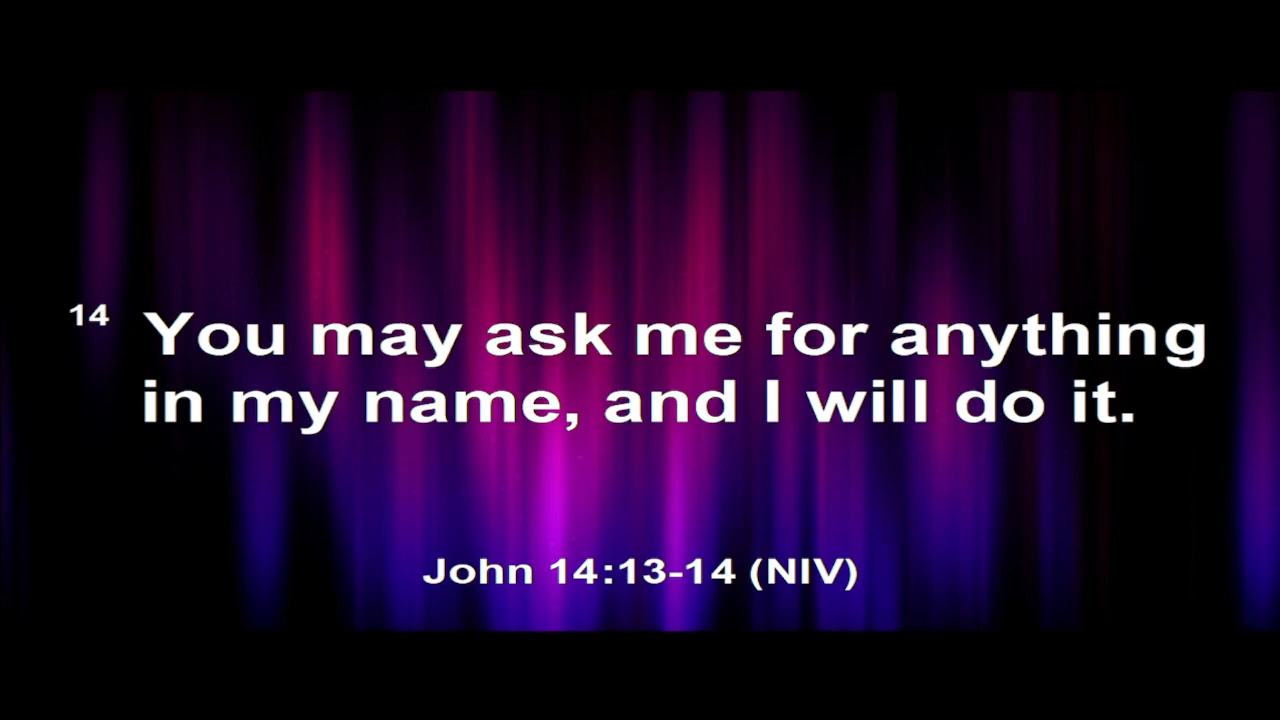 14 You may ask me for anything
in my name, and I will do it.
John 14:13-14 (NIV)